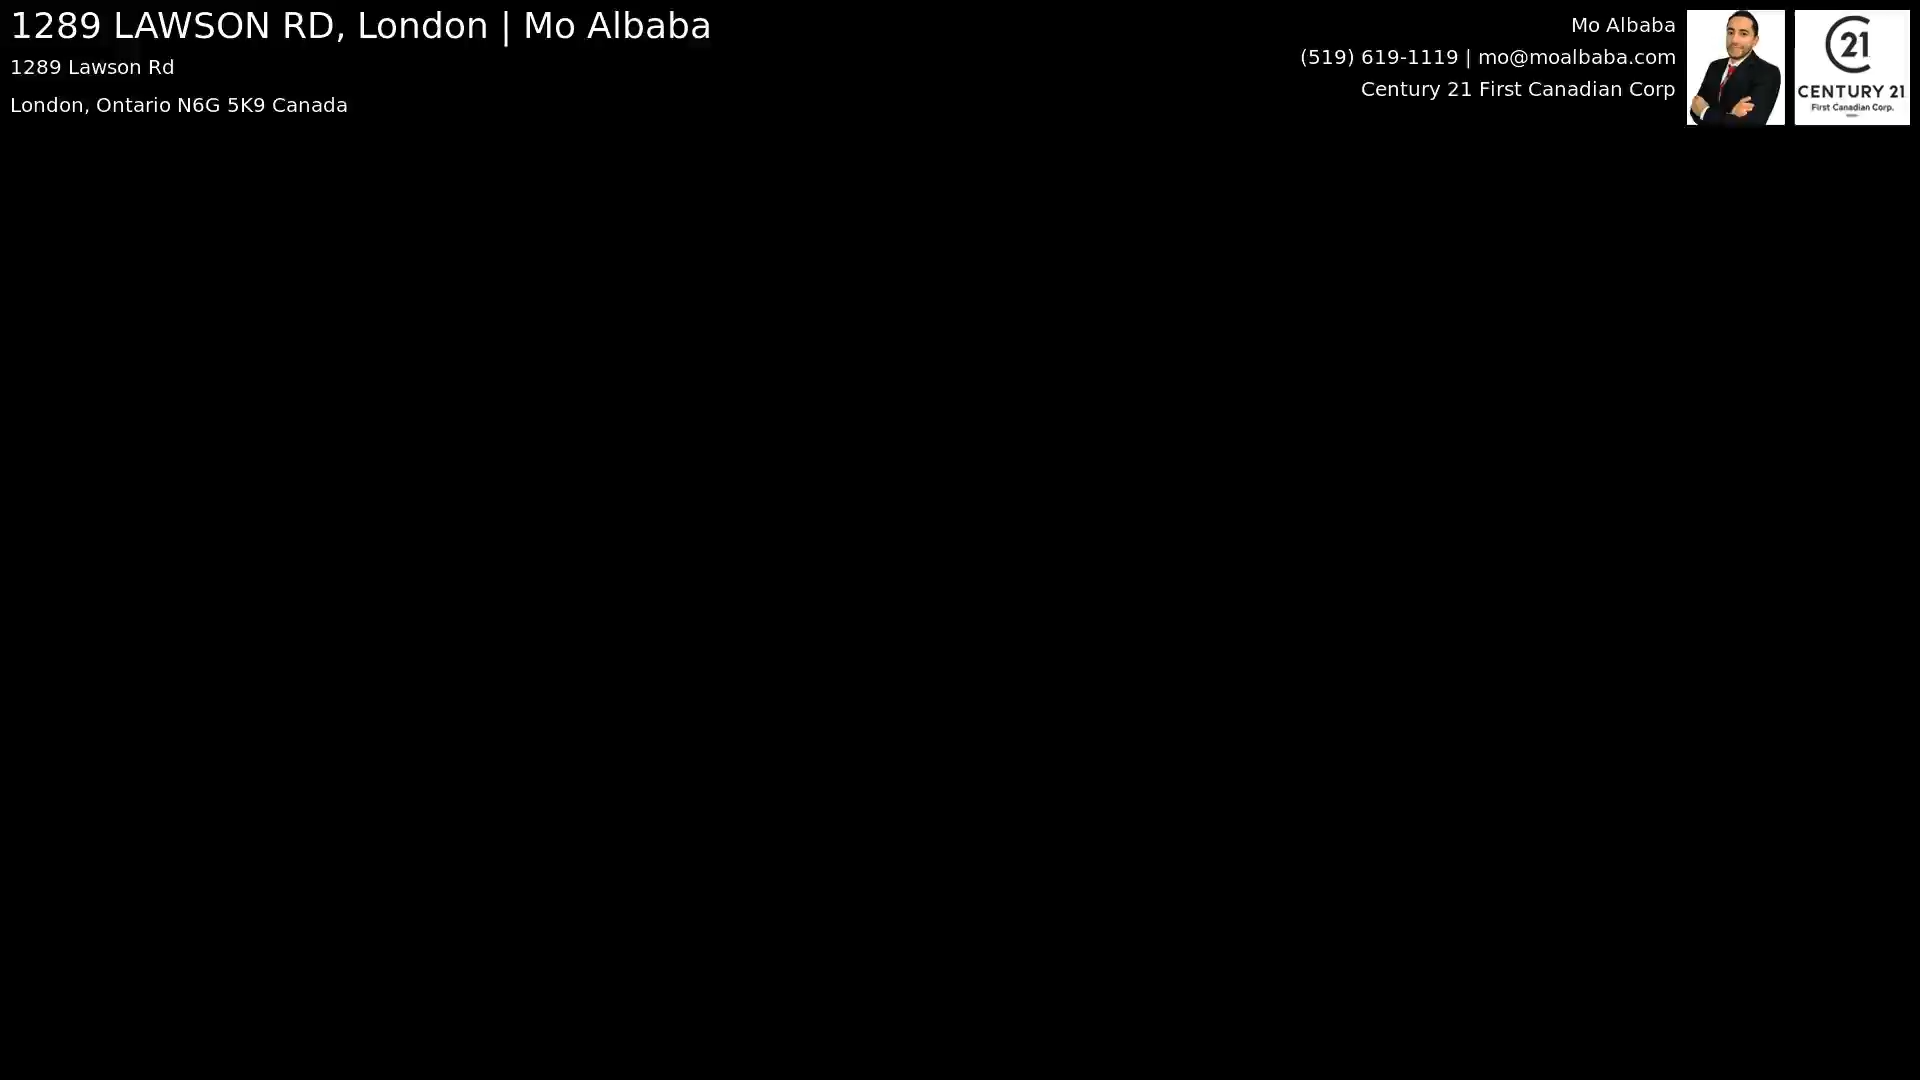 1289 LAWSON RD, London | Mo Albaba
1289 Lawson Rd
London, Ontario N6G 5K9 Canada
Mo Albaba
(519) 619-1119 | mo@moalbaba.com
Century 21 First Canadian Corp
21
CENTURY 21
First Canadian Corp.